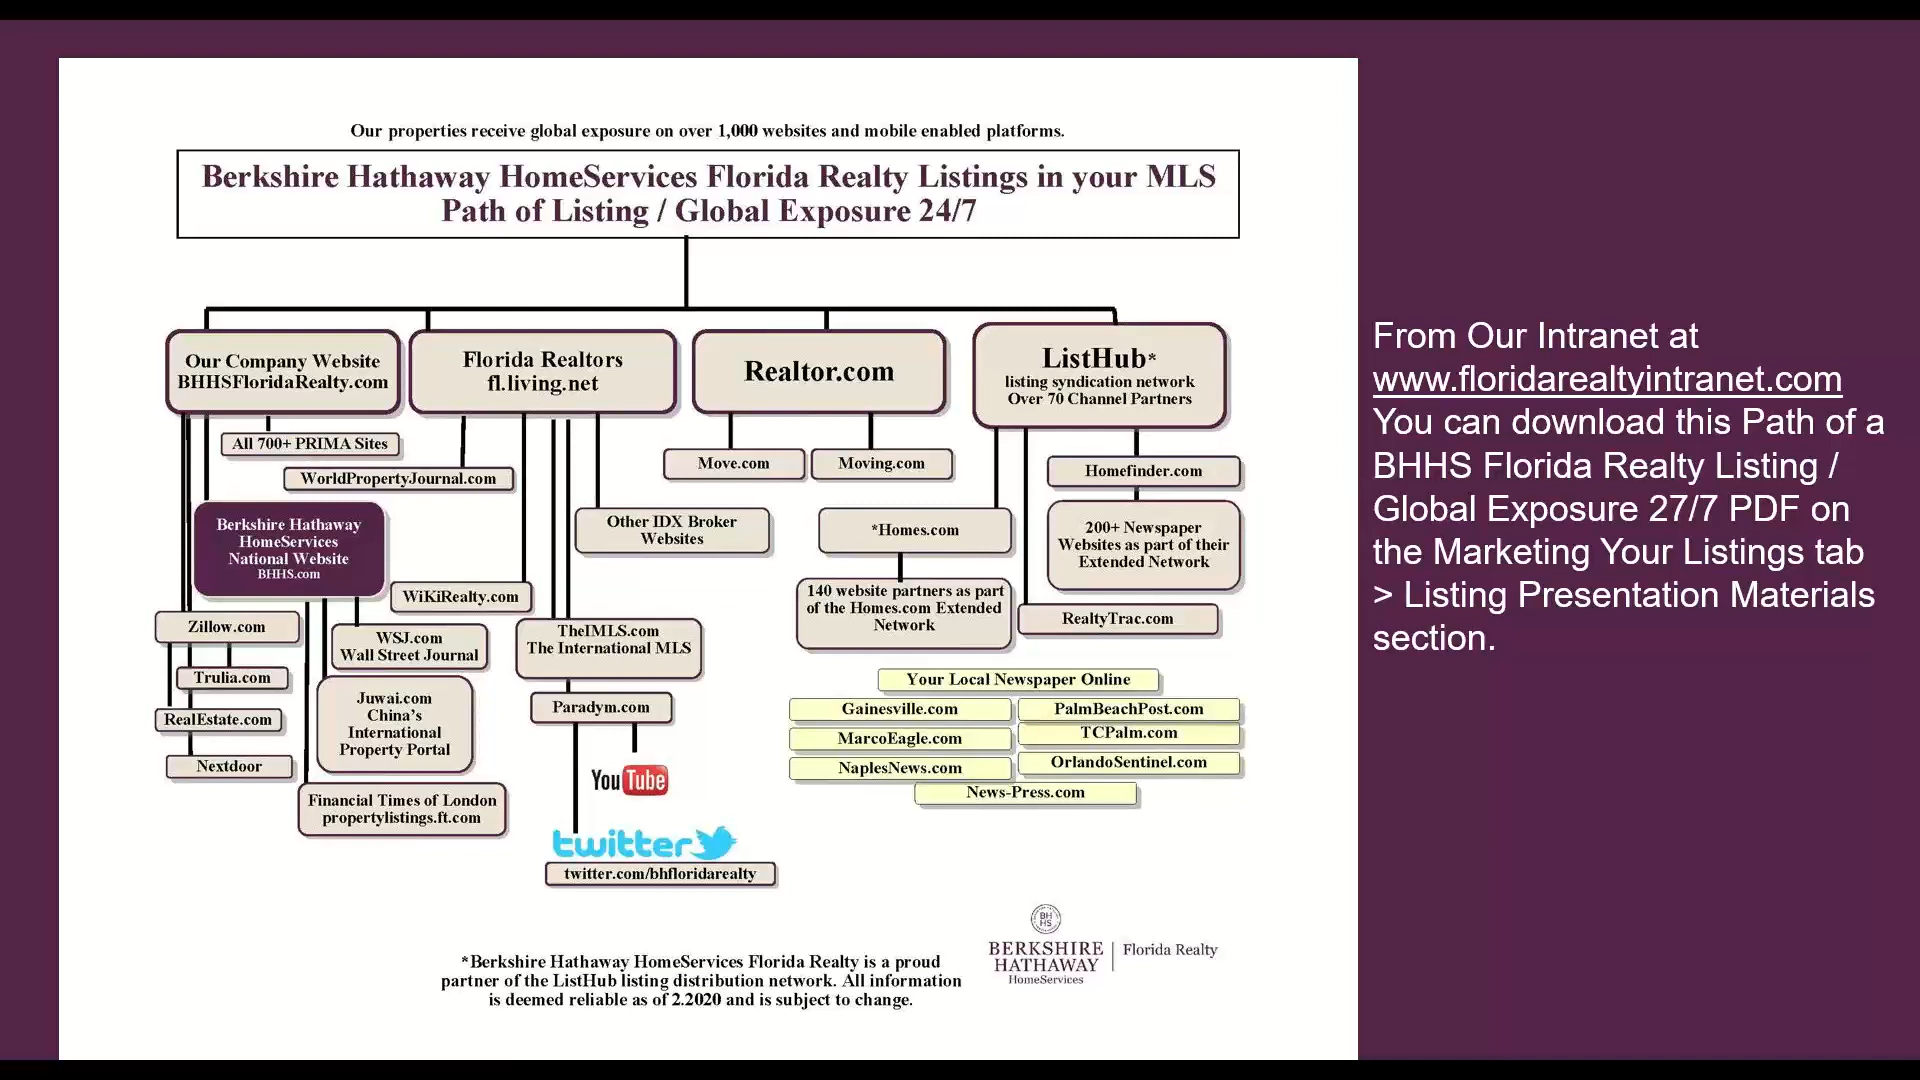 Our properties receive global exposure on over 1,000 websites and mobile enabled platforms.
Berkshire Hathaway HomeServices Florida Realty Listings in your MLS
Path of Listing / Global Exposure 24/7
Our Company Website
BHHSFloridaRealty.com
Florida Realtors
fl.living.net
Realtor.com
ListHub*
listing syndication network
Over 70 Channel Partners
All 700+ PRIMA Sites
WorldPropertyJournal.com
Move.com
Moving.com
Homefinder.com
Berkshire Hathaway
HomeServices
National Website
BHHS.com
Other IDX Broker
Websites
*Homes.com
200+ Newspaper
Websites as part of their
Extended Network
WiKiRealty.com
140 website partners as part
of the Homes.com Extended
Network
RealtyTrac.com
Zillow.com
WSJ.com
Wall Street Journal
TheIMLS.com
The International MLS
Trulia.com
RealEstate.com
Nextdoor
Juwai.com
China's
International
Property Portal
Paradym.com
Financial Times of London
propertylistings.ft.com
YouTube
twitter
twitter.com/bhfloridarealty
Your Local Newspaper Online
Gainesville.com
PalmBeachPost.com
MarcoEagle.com
TCPalm.com
NaplesNews.com
OrlandoSentinel.com
News-Press.com
*Berkshire Hathaway HomeServices Florida Realty is a proud
partner of the ListHub listing distribution network. All information
is deemed reliable as of 2.2020 and is subject to change.
BH
HS
BERKSHIRE
HATHAWAY
HomeServices
Florida Realty
From Our Intranet at
www.floridarealtyintranet.com
You can download this Path of a
BHHS Florida Realty Listing /
Global Exposure 27/7 PDF on
the Marketing Your Listings tab
> Listing Presentation Materials
section.